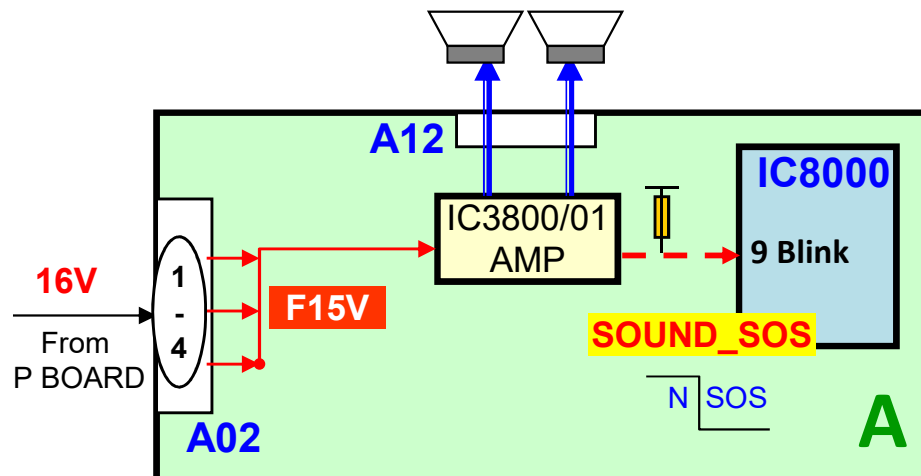 A12
IC8000
IC3800/01
AMP
9 Blink
16V
1
-
4
F15V
From
P BOARD
SOUND_SOS
N SOS
A02
A